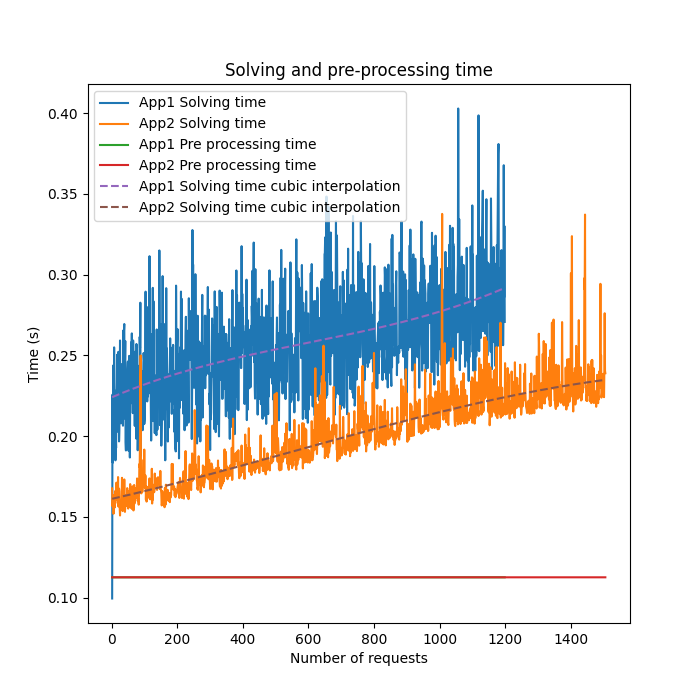 Solving and pre-processing time
App1 Solving time
App2 Solving time
App1 Pre processing time
App2 Pre processing time
App1 Solving time cubic interpolation
App2 Solving time cubic interpolation
Time (s)
0.40
0.35
0.30
0.25
0.20
0.15
0.10
0
200
400
600
800
1000
1200
1400
Number of requests